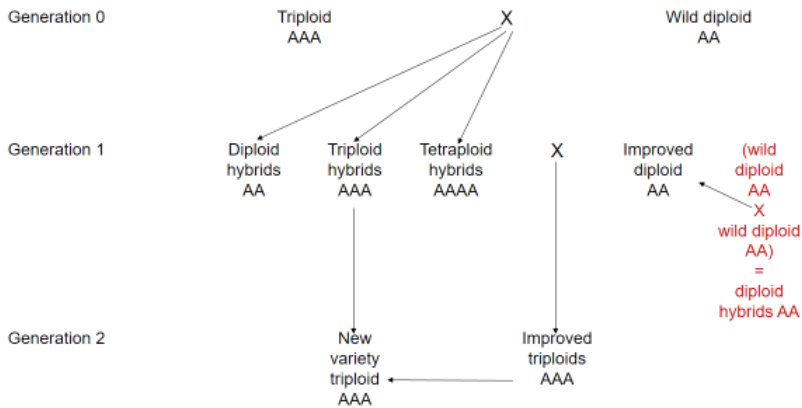 Generation 0
Triploid
AAA
X
Wild diploid
AA
Generation 1
Diploid
hybrids
AA
Triploid
hybrids
AAA
Tetraploid
hybrids
AAAA
X
Improved
diploid
AA
(wild
diploid
AA
X
wild diploid
AA)
=
diploid
hybrids AA
Generation 2
New
variety
triploid
AAA
Improved
triploids
AAA